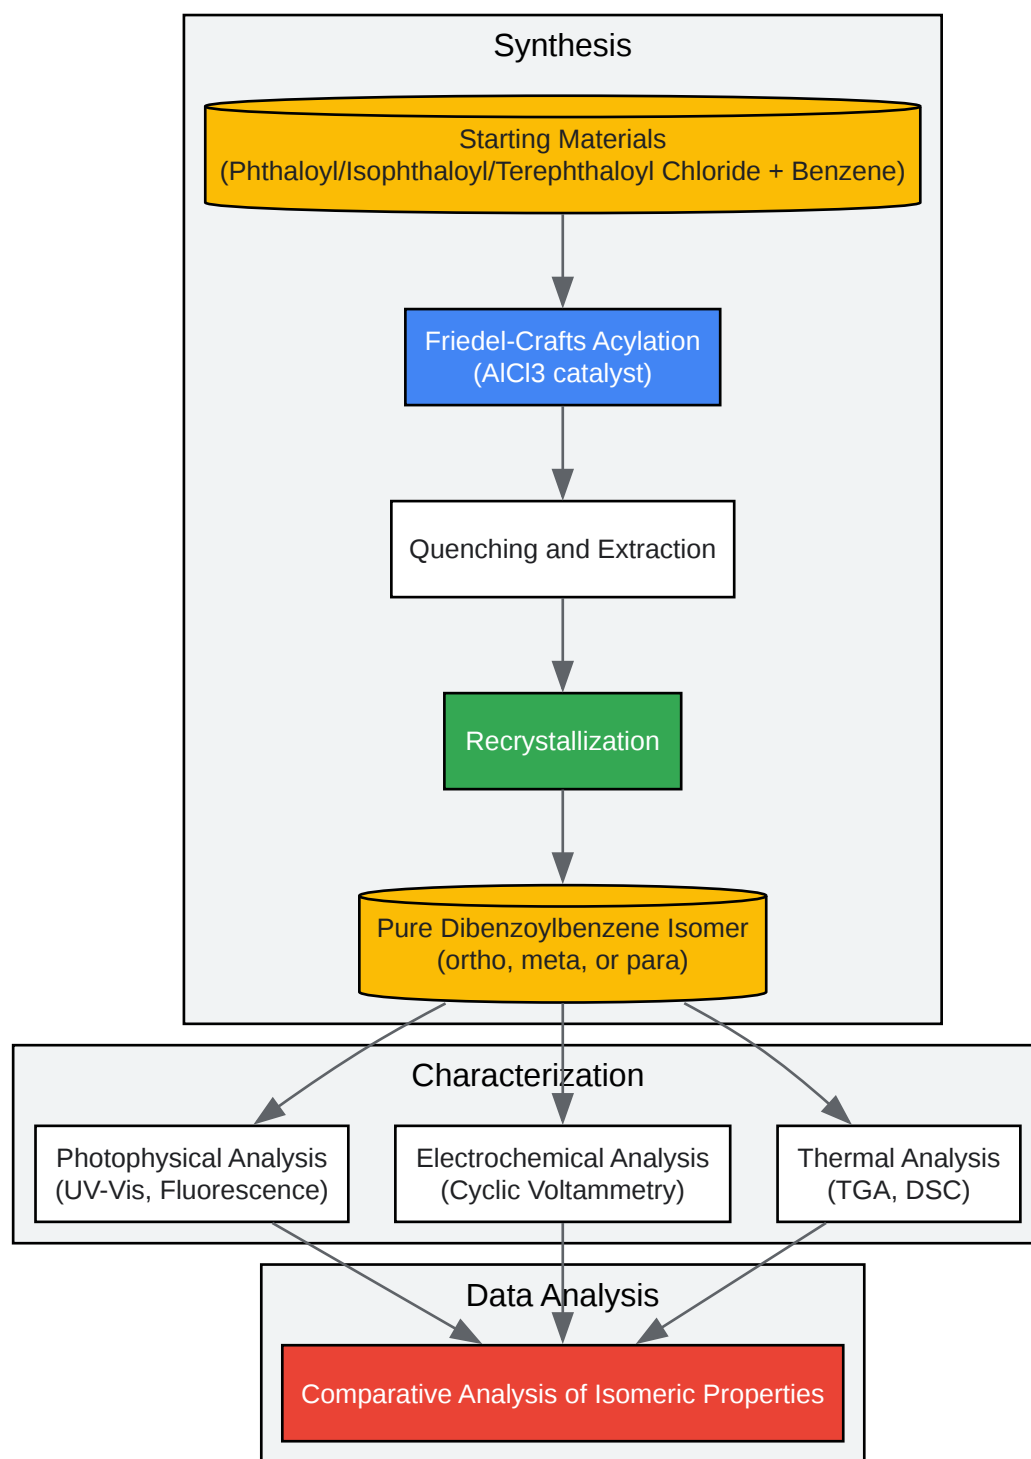 Synthesis
Starting Materials
(Phthaloyl/Isophthaloyl/Terephthaloyl Chloride + Benzene)
Friedel-Crafts Acylation
(AlCl3 catalyst)
Quenching and Extraction
Recrystallization
Pure Dibenzoylbenzene Isomer
(ortho, meta, or para)
Characterization
Photophysical Analysis
(UV-Vis, Fluorescence)
Electrochemical Analysis
(Cyclic Voltammetry)
Thermal Analysis
(TGA, DSC)
Data Analysis
Comparative Analysis of Isomeric Properties